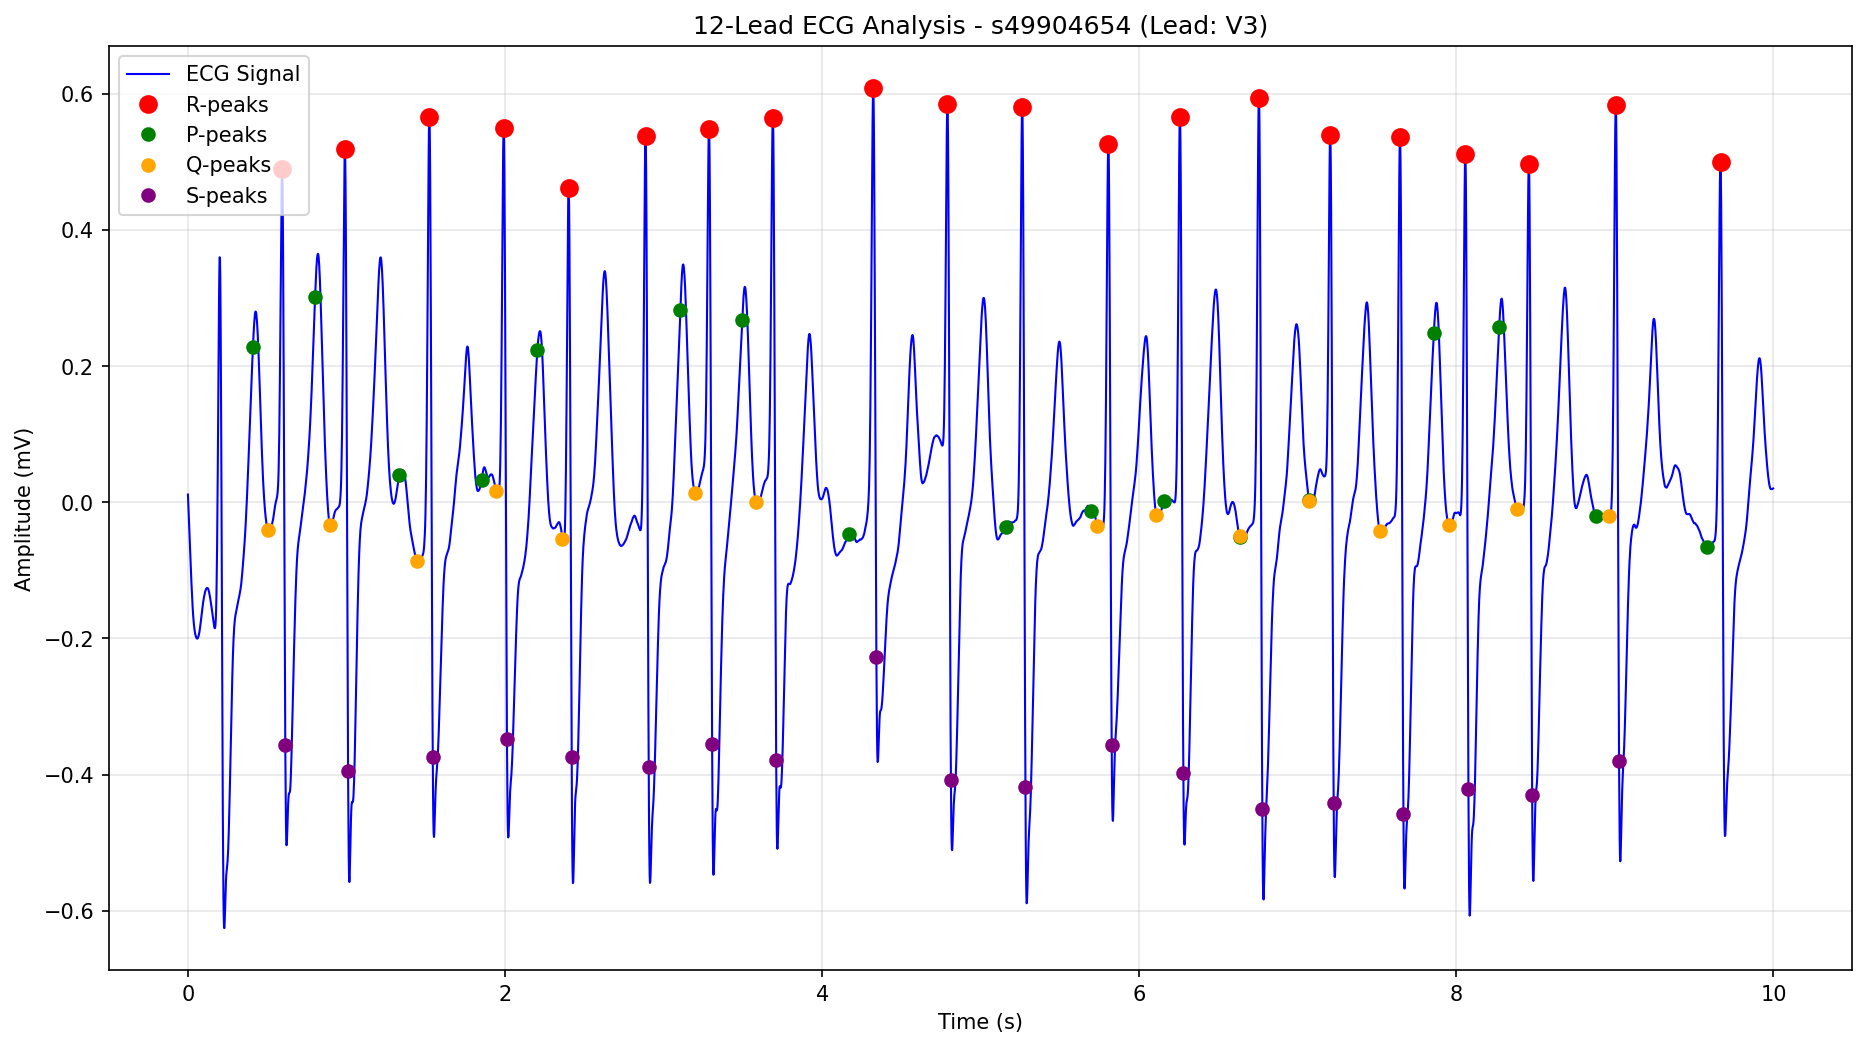 12-Lead ECG Analysis - s49904654 (Lead: V3)
ECG Signal
R-peaks
P-peaks
Q-peaks
S-peaks
Amplitude (mV)
0.6
0.4
0.2
0.0
−0.2
−0.4
−0.6
0 2 4 6 8 10
Time (s)